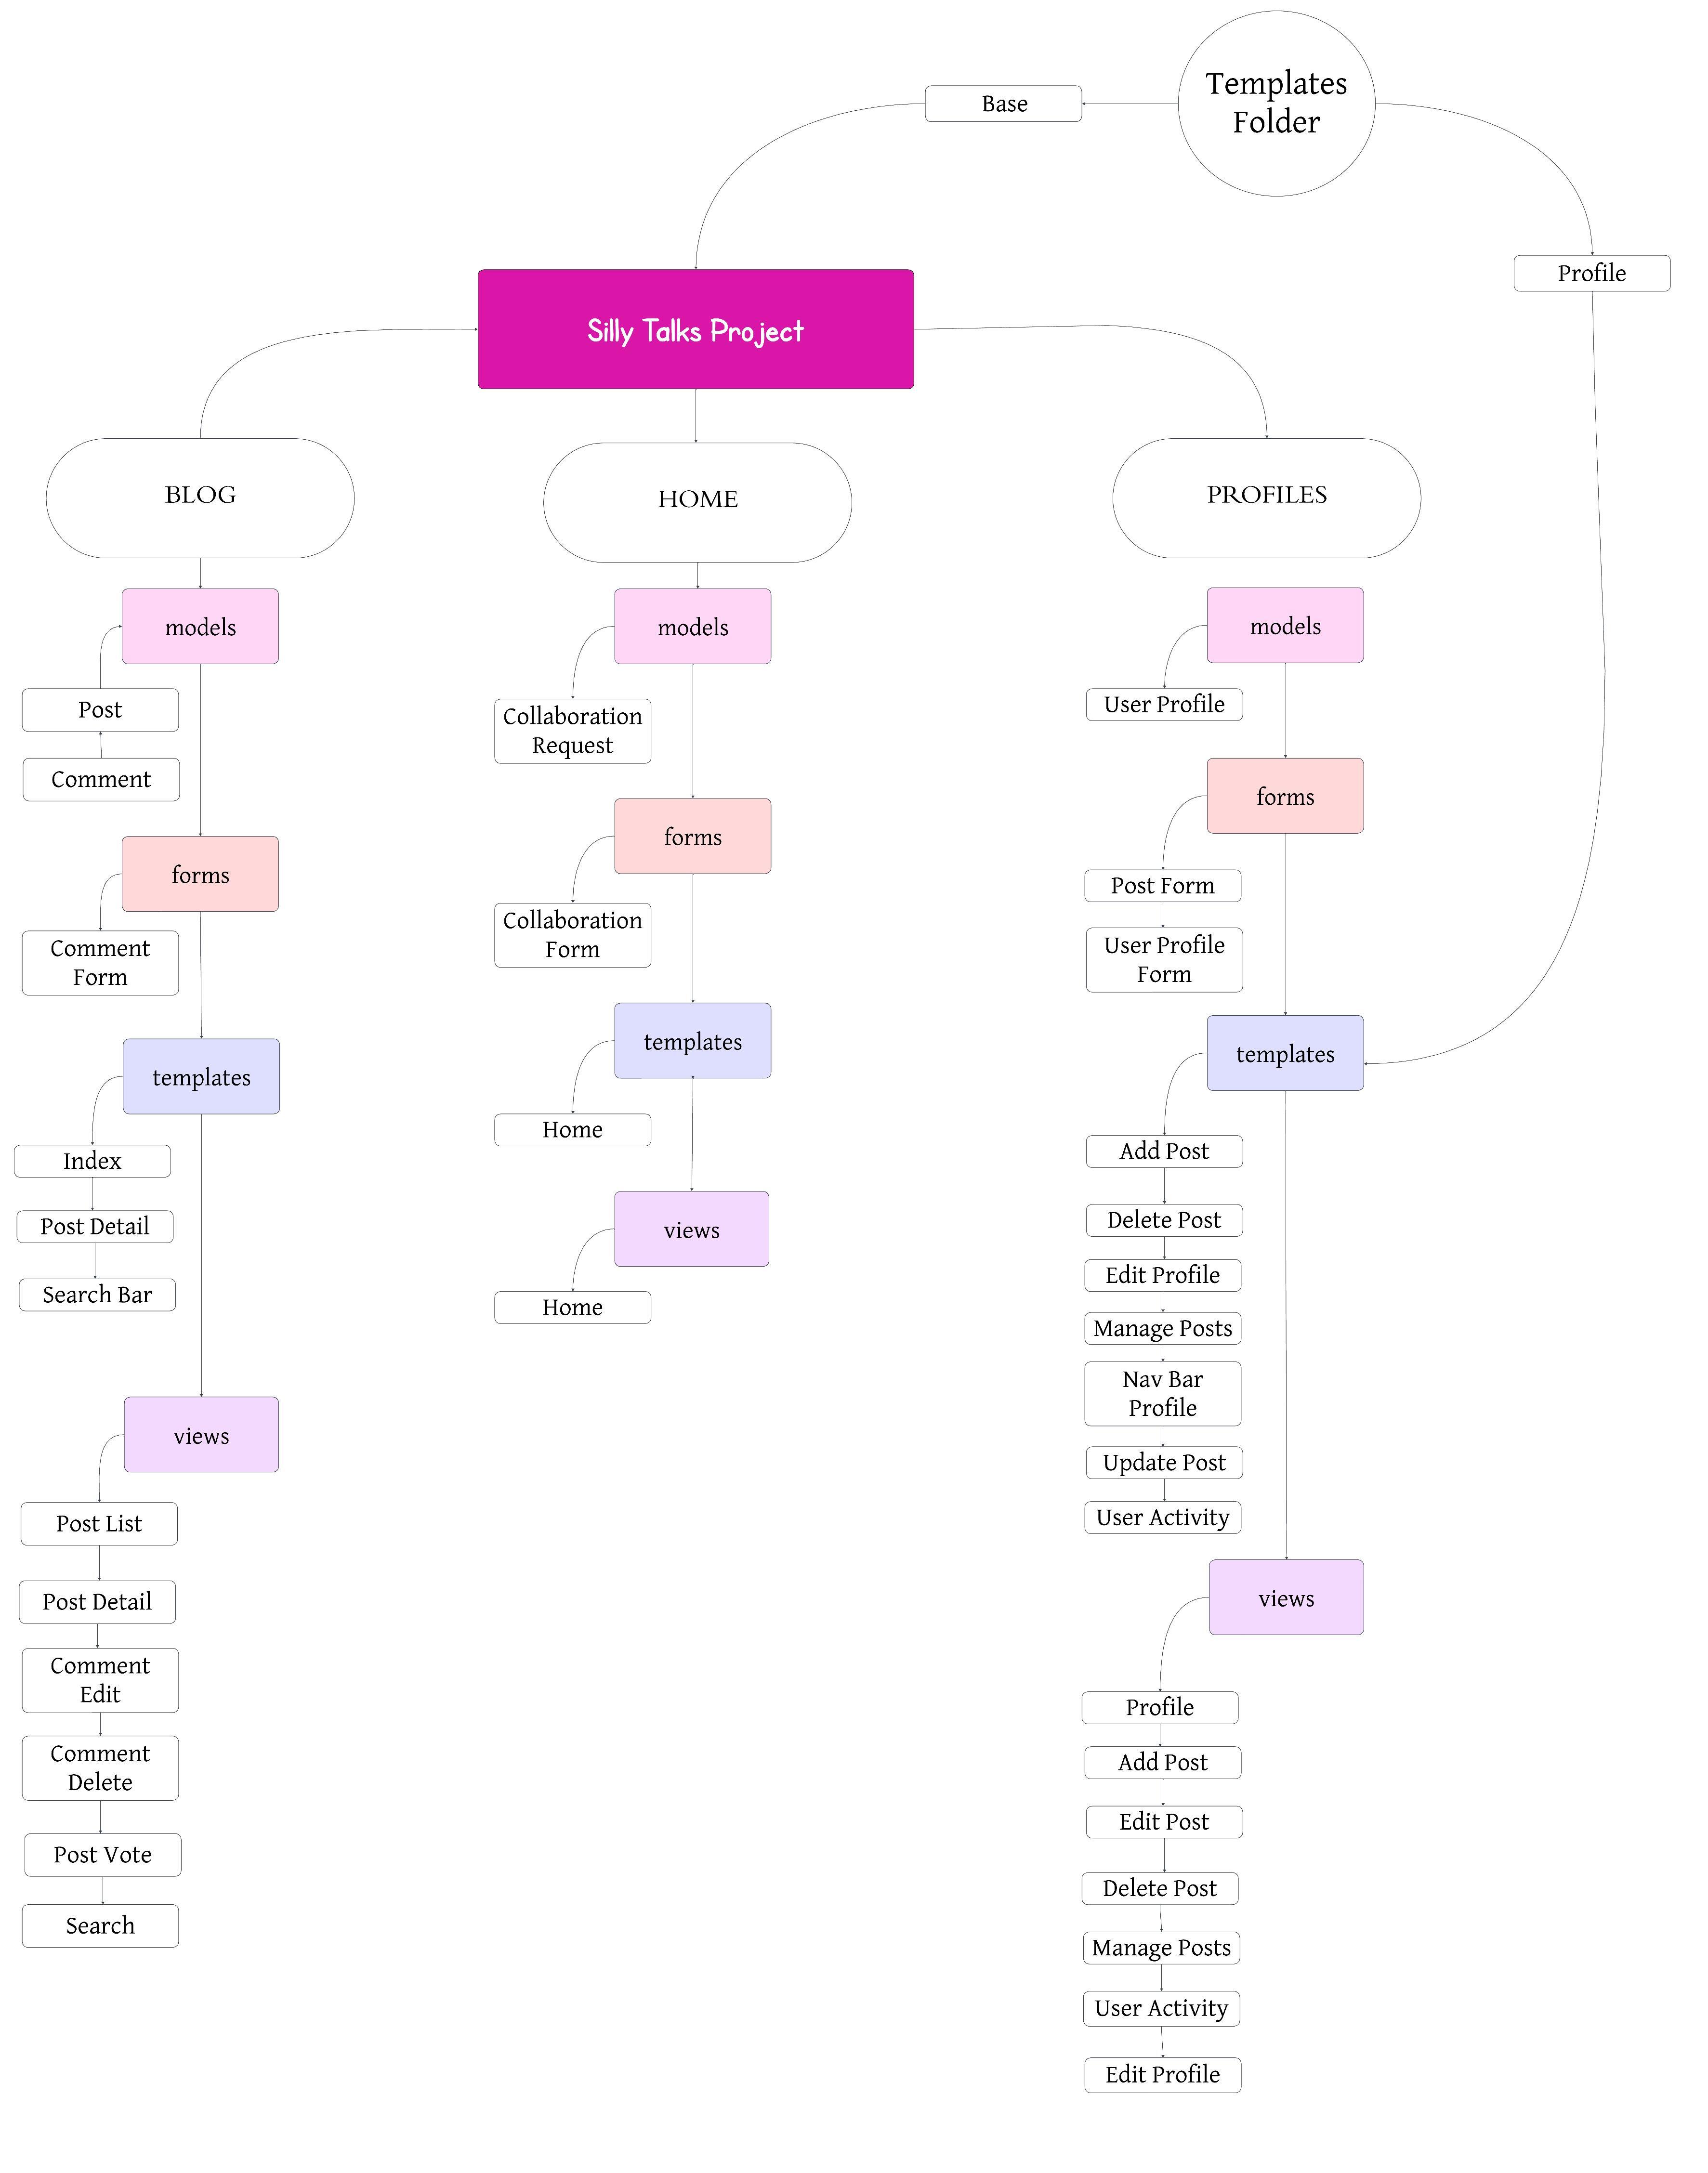 Templates
Folder
Base
Profile
Silly Talks Project
BLOG
models
Post
Comment
forms
Comment
Form
templates
Index
Post Detail
Search Bar
views
Post List
Post Detail
Comment
Edit
Comment
Delete
Post Vote
Search
HOME
models
Collaboration
Request
forms
Collaboration
Form
templates
Home
views
Home
PROFILES
models
User Profile
forms
Post Form
User Profile
Form
templates
Add Post
Delete Post
Edit Profile
Manage Posts
Nav Bar
Profile
Update Post
User Activity
views
Profile
Add Post
Edit Post
Delete Post
Manage Posts
User Activity
Edit Profile